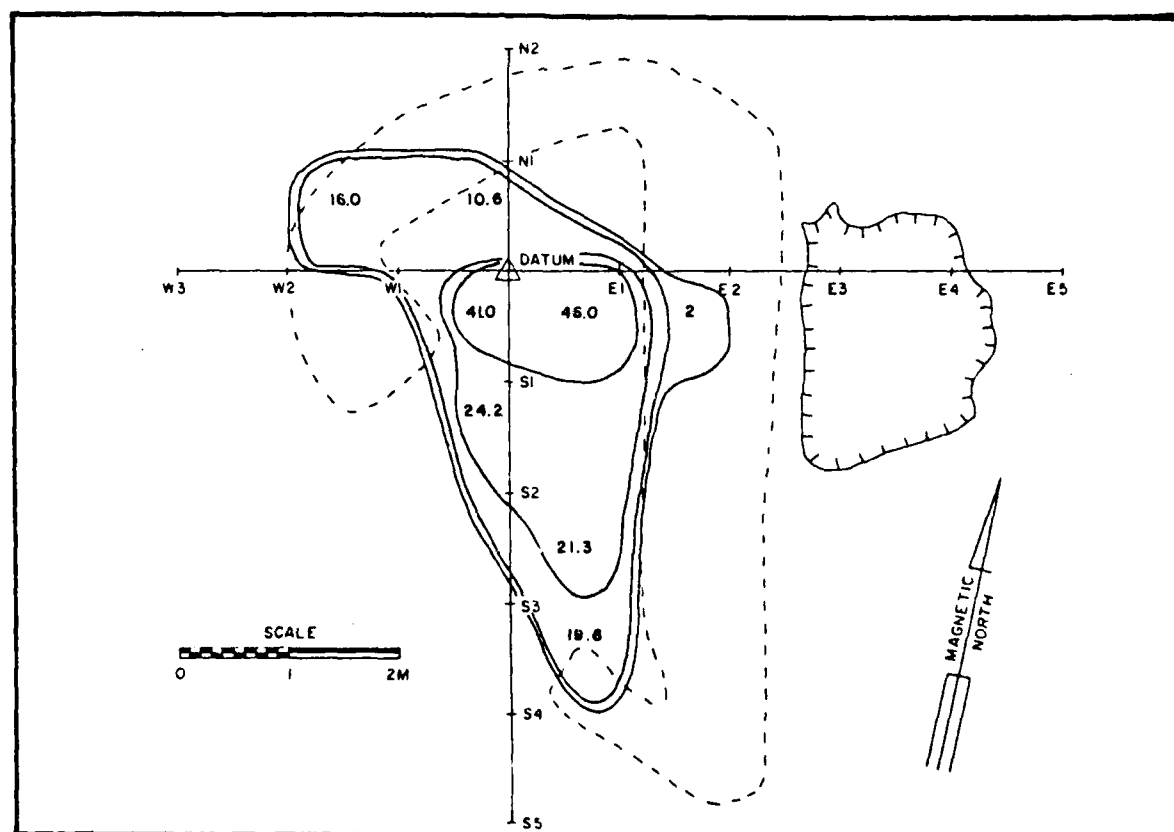 N2
N1
16.0 10.6
DATUM
W3 W2 W1 E1 E2 E3 E4 E5
41.0 46.0 2
S1
24.2
S2
21.3
S3
SCALE
19.6
0 1 2M
MAGNETIC
NORTH
S4
S5